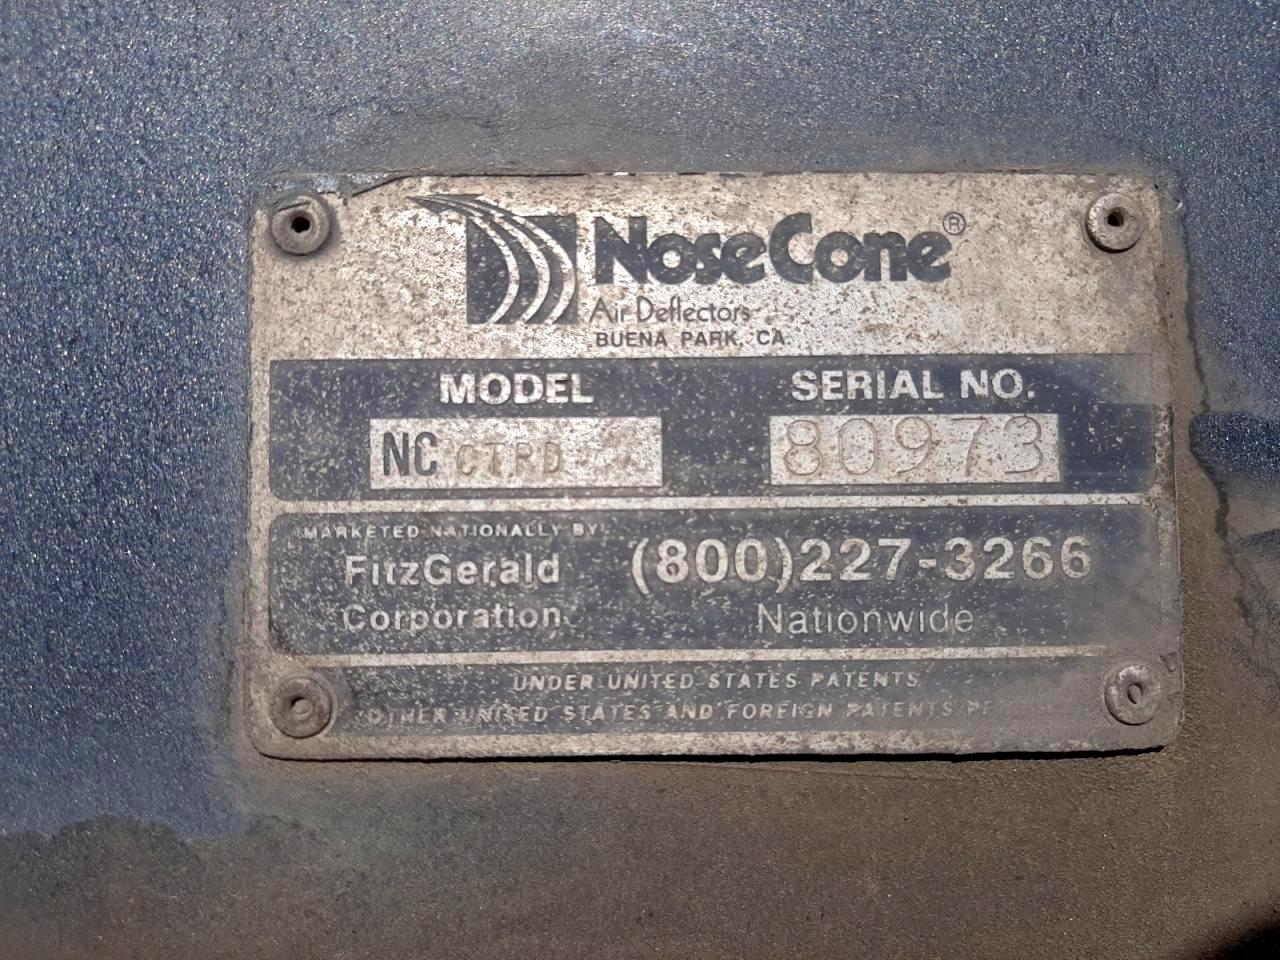 NoseCone®
Air Deflectors
BUENA PARK, CA
MODEL SERIAL NO.
NC CTRD 80973
MARKETED NATIONALLY BY
FitzGerald (800)227-3266
Corporation Nationwide
UNDER UNITED STATES PATENTS
OTHER UNITED STATES AND FOREIGN PATENTS